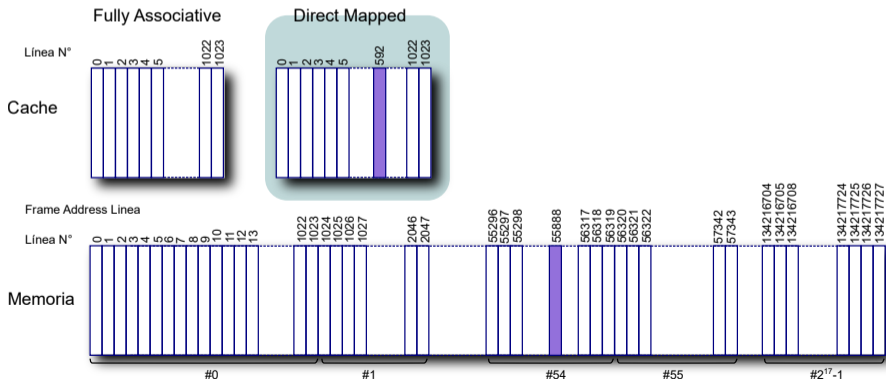 Fully Associative
Direct Mapped
Línea N°
0 1 2 3 4 5 1022 1023
0 1 2 3 4 5 592 1022 1023
Cache
Frame Address Linea
Línea N°
0 1 2 3 4 5 6 7 8 9 10 11 12 13 1022 1023 1024 1025 1026 1027 2046 2047 55296 55297 55298 55888 56317 56318 56319 56320 56321 56322 57342 57343 134216704 134216705 134216708 134217724 134217725 134217726 134217727
Memoria
#0 #1 #54 #55 #2¹⁷-1